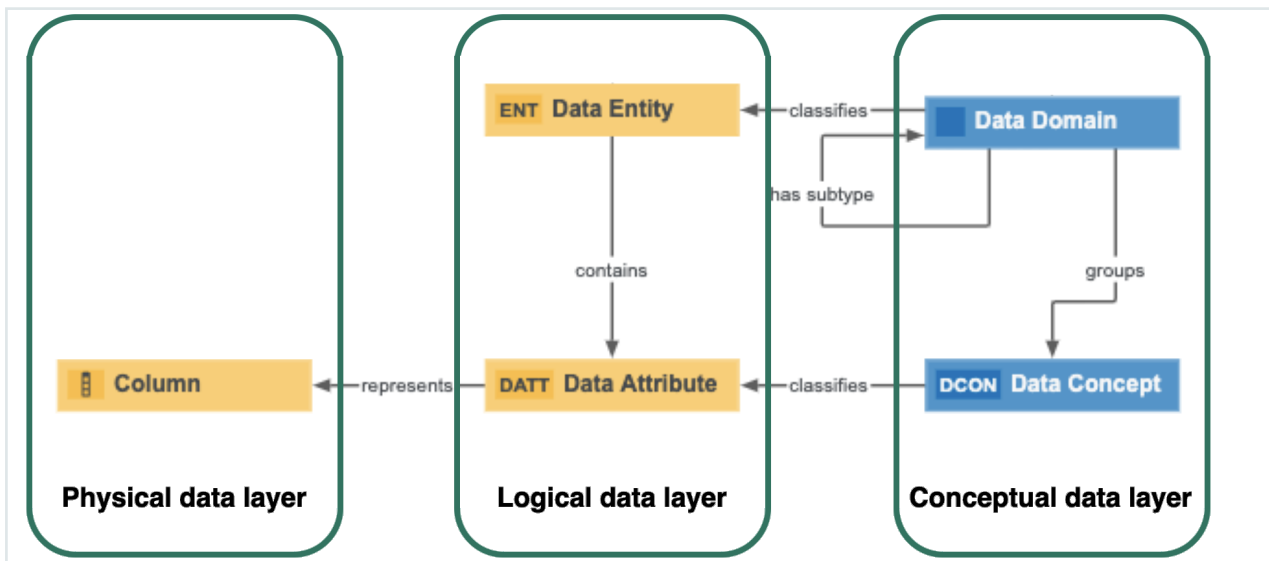 ENT Data Entity
classifies
Data Domain
has subtype
contains
groups
Column
represents
DATT Data Attribute
classifies
DCON Data Concept
Physical data layer
Logical data layer
Conceptual data layer